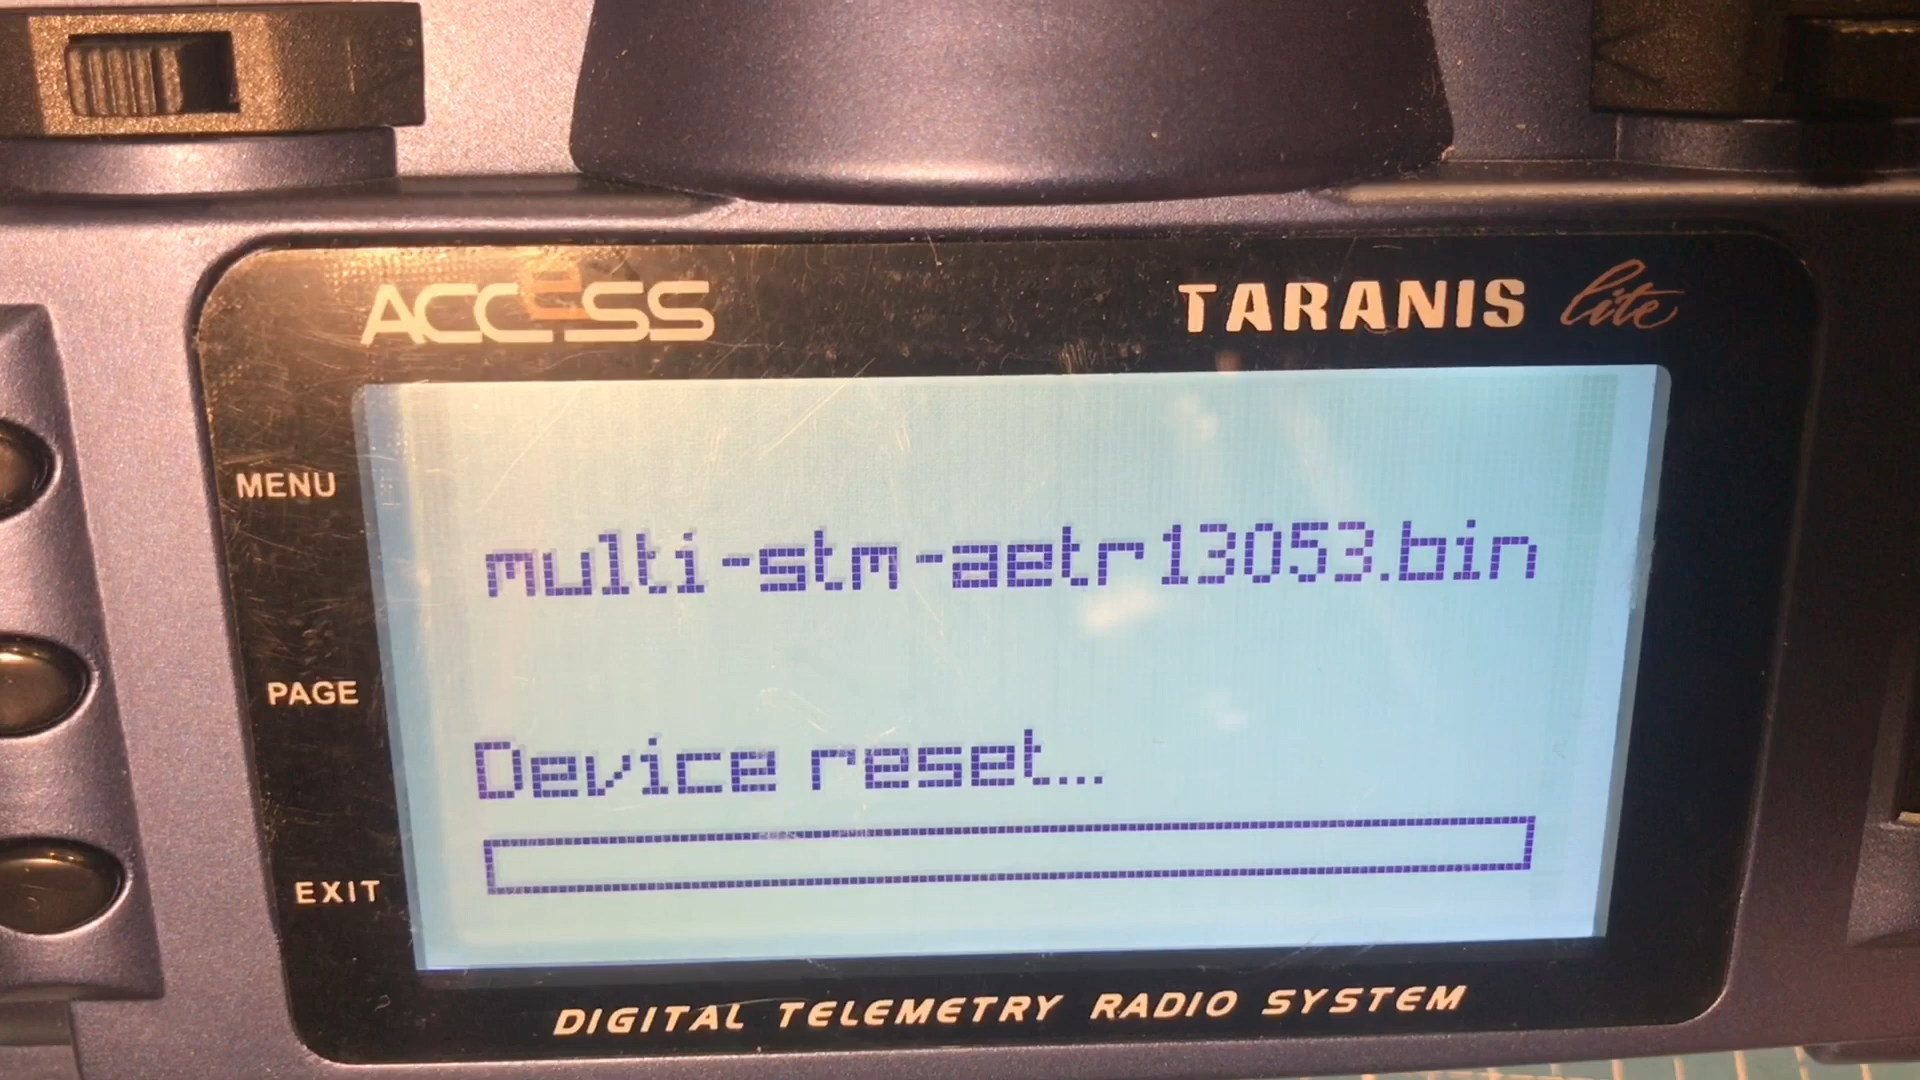 ACCeSS
TARANIS lite
MENU
multi-stm-aetr13053.bin
PAGE
Device reset...
EXIT
DIGITAL TELEMETRY RADIO SYSTEM